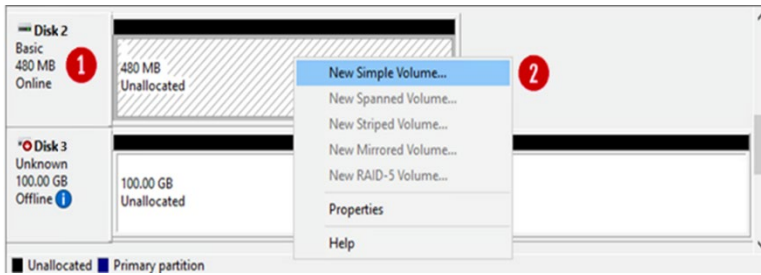 Disk 2
Basic
480 MB
Online
1
480 MB
Unallocated
New Simple Volume...
2
New Spanned Volume...
New Striped Volume...
New Mirrored Volume...
New RAID-5 Volume...
Properties
Help
Disk 3
Unknown
100.00 GB
Offline
100.00 GB
Unallocated
Unallocated Primary partition